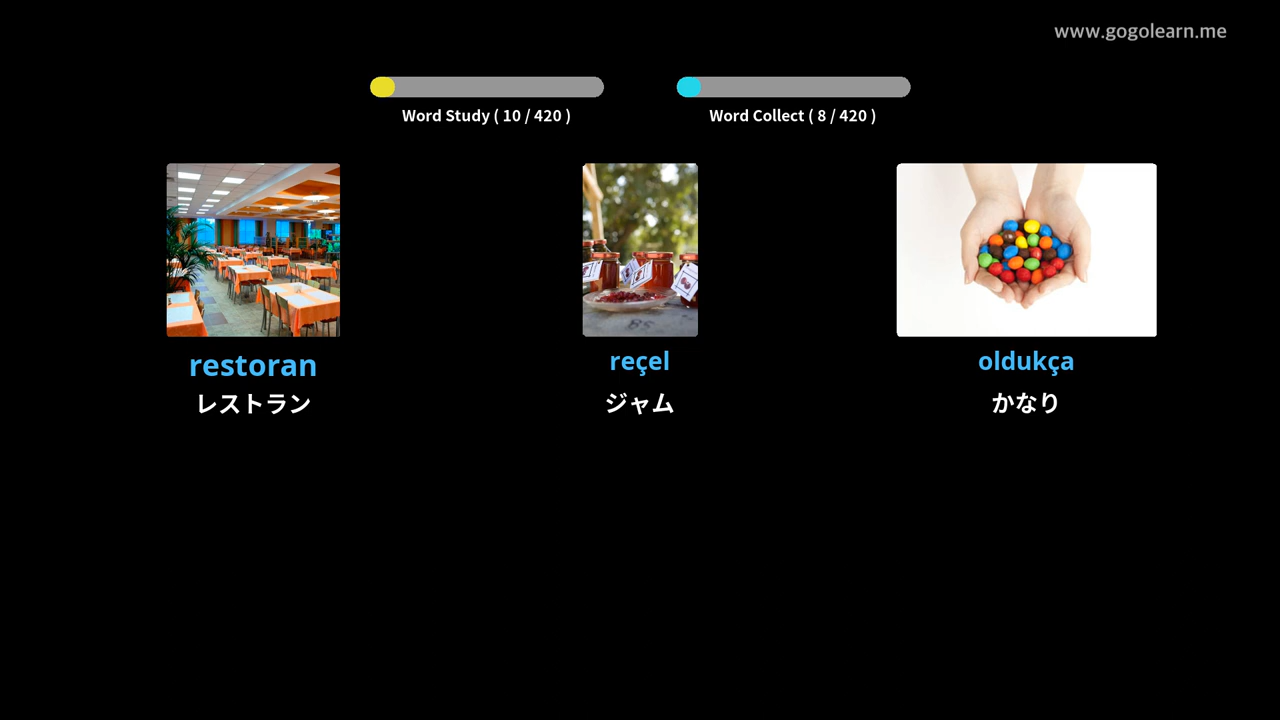 www.gogolearn.me
Word Study ( 10 / 420 )
Word Collect ( 8 / 420 )
restoran
レストラン
reçel
ジャム
oldukça
かなり